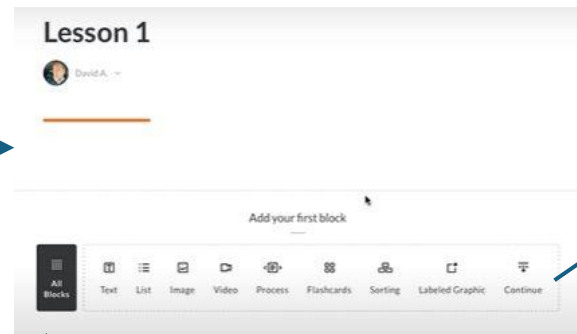 Lesson 1
David A.
Add your first block
All Blocks
Text List Image Video Process Flashcards Sorting Labeled Graphic Continue